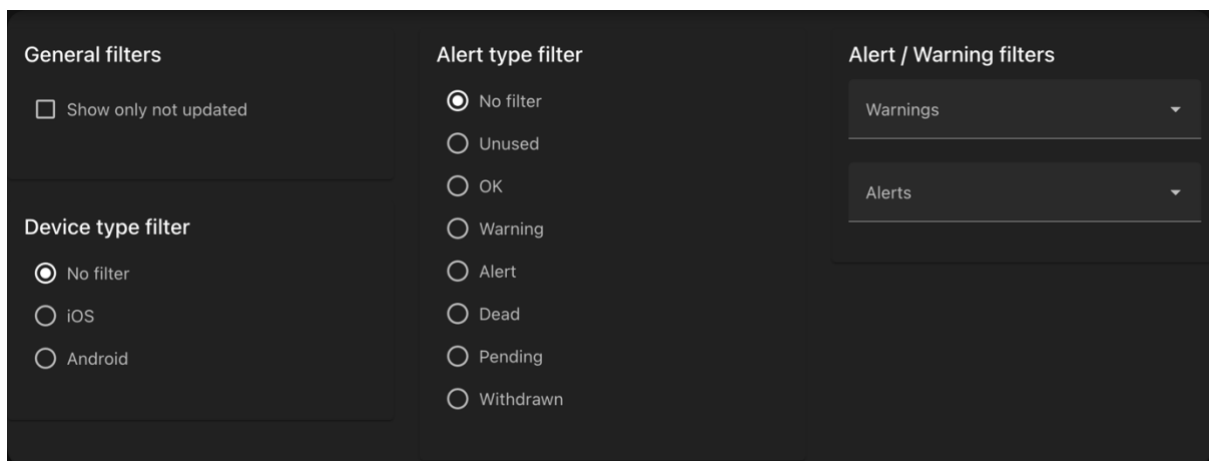 General filters
Show only not updated
Device type filter
No filter
iOS
Android
Alert type filter
No filter
Unused
OK
Warning
Alert
Dead
Pending
Withdrawn
Alert / Warning filters
Warnings
Alerts